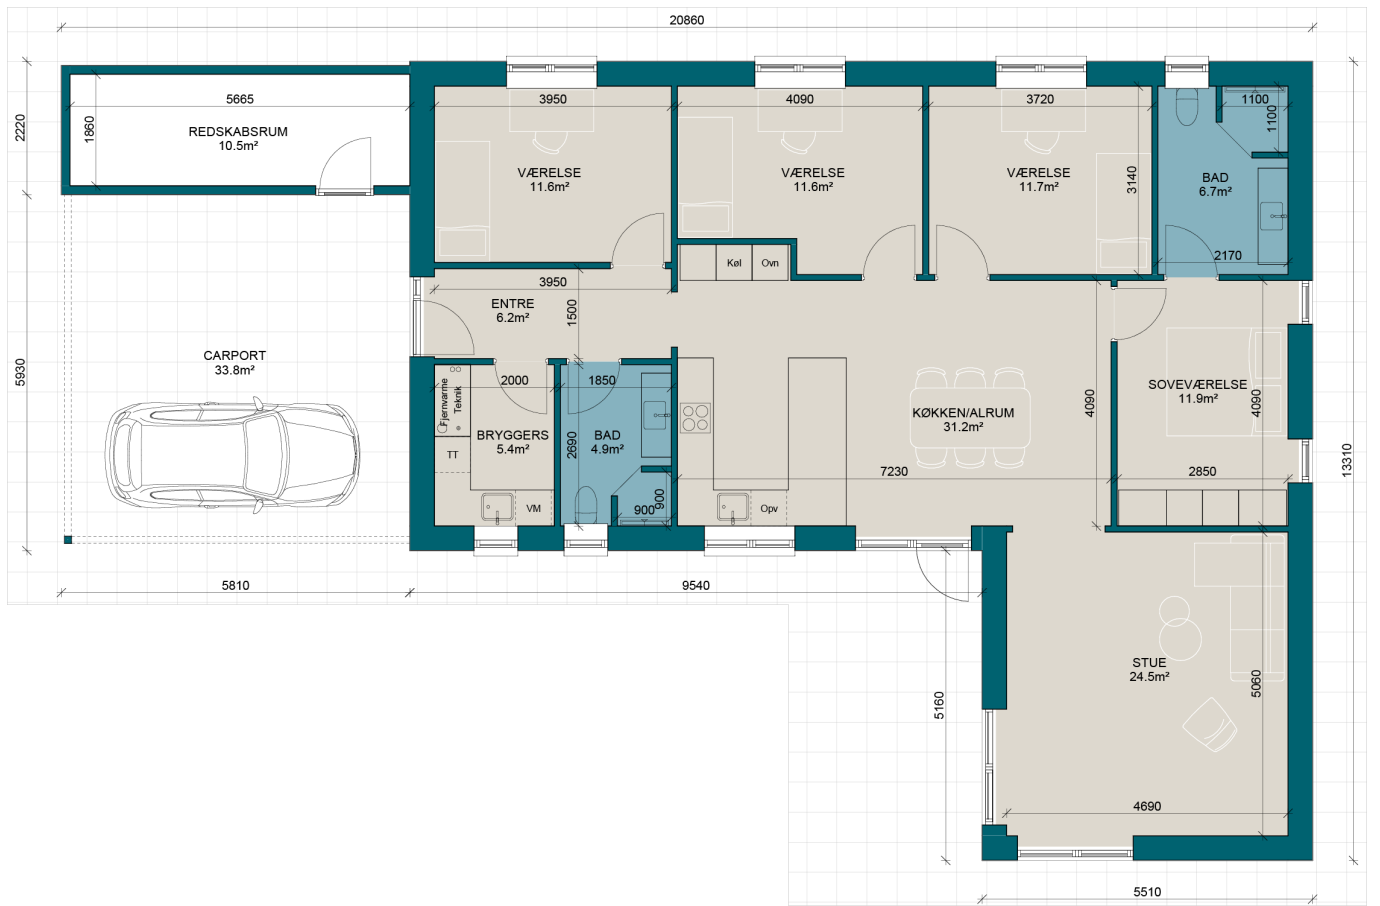 20860
5665
3950
4090
3720
1100
2220
1860
1100
REDSKABSRUM
10.5m²
VÆRELSE
11.6m²
VÆRELSE
11.6m²
VÆRELSE
11.7m²
3140
BAD
6.7m²
Køl
Ovn
2170
3950
ENTRE
6.2m²
1500
CARPORT
33.8m²
5930
2000
1850
Fjernvarme
Teknik
SOVEVÆRELSE
11.9m²
4090
4090
KØKKEN/ALRUM
31.2m²
BRYGGERS
5.4m²
2690
BAD
4.9m²
TT
7230
2850
13310
VM
900
900
Opv
5810
9540
STUE
24.5m²
5060
5160
4690
5510